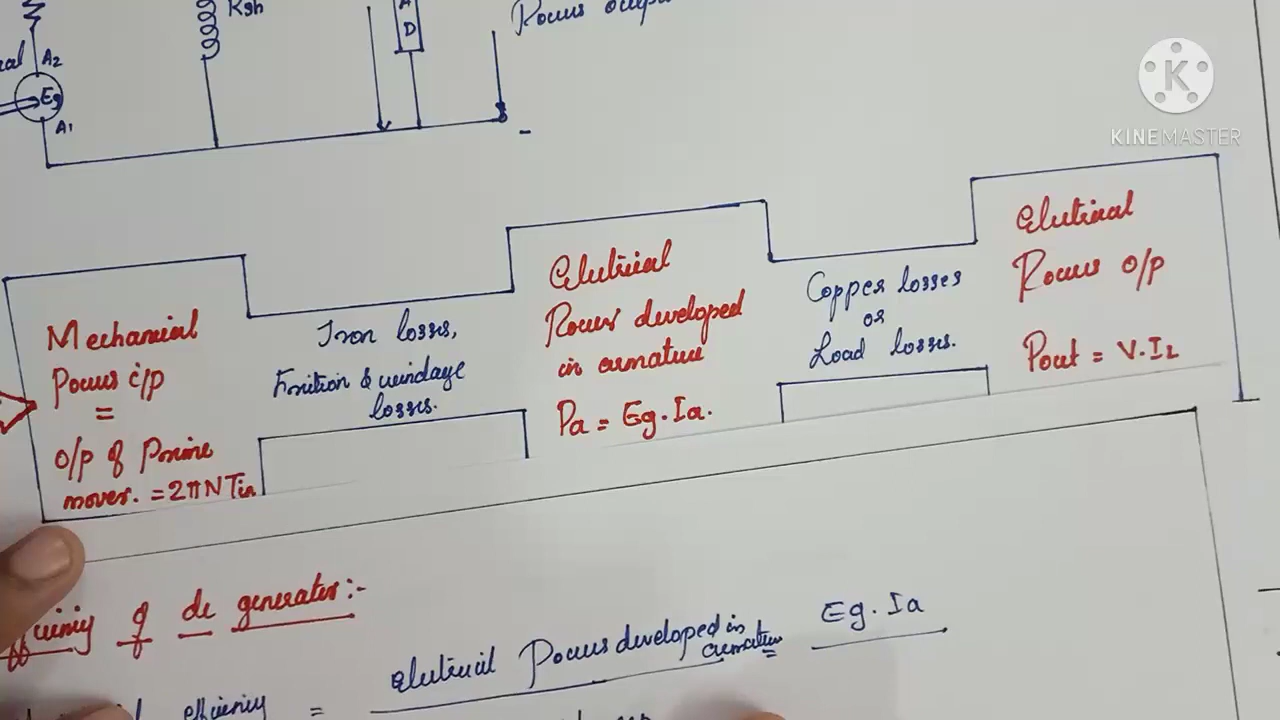 Rsh
A
D
Power output
A2
Eg
A1
KINEMASTER
Mechanical
Power i/p
=
o/p of Prime
mover. = 2πNTin
Iron losses,
Friction & windage
losses.
Electrical
Power developed
in armature
Pa = Eg.Ia.
Copper losses
or
Load losses.
Electrical
Power o/p
Pout = V.IL
of dc generator:-
efficiency = electrical Power developed in armature = Eg.Ia